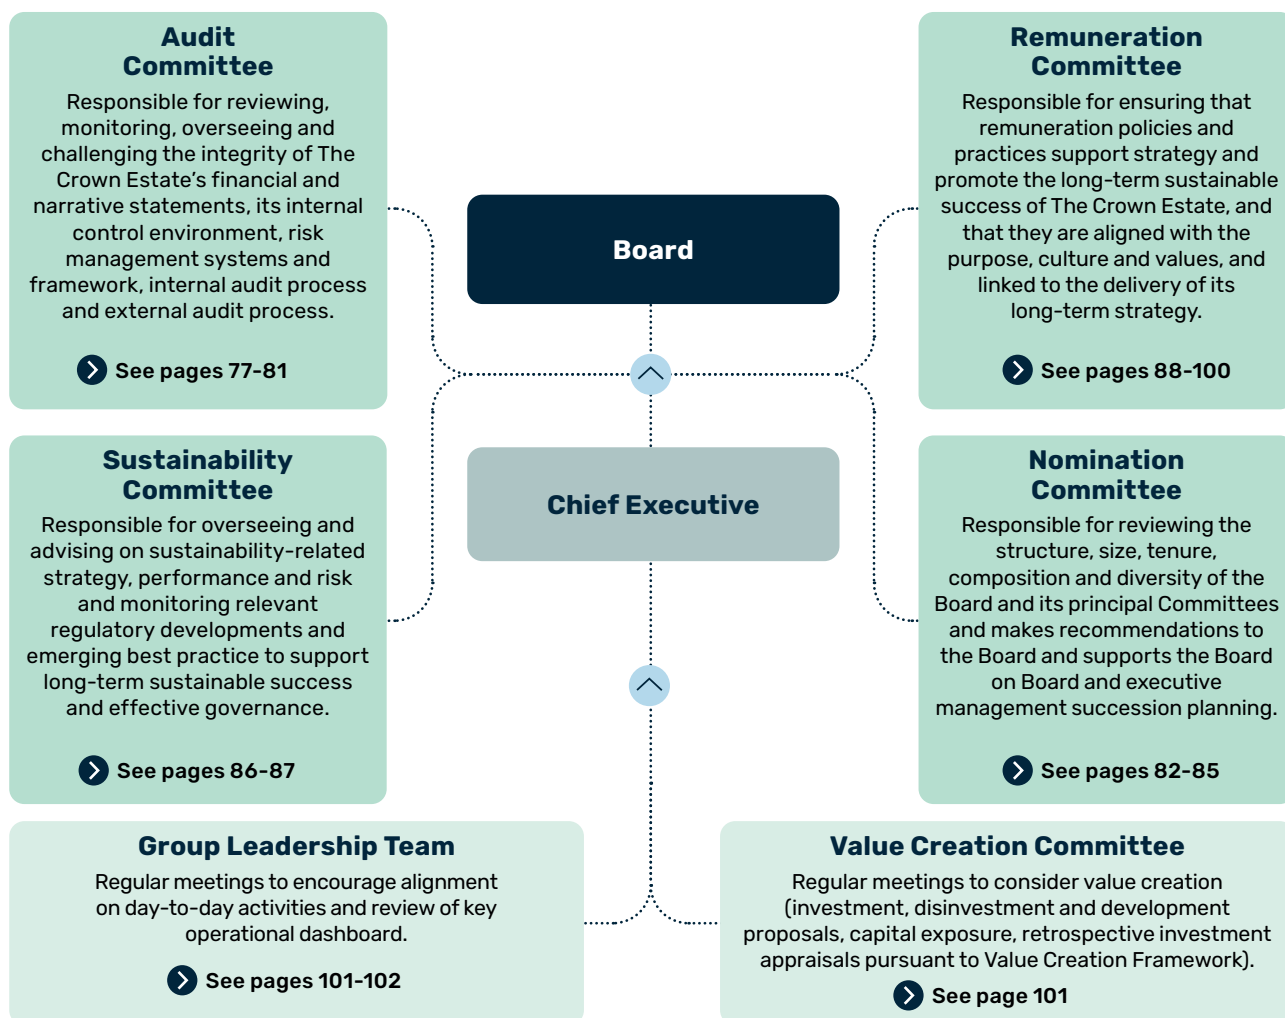 Audit
Committee
Responsible for reviewing,
monitoring, overseeing and
challenging the integrity of The
Crown Estate's financial and
narrative statements, its internal
control environment, risk
management systems and
framework, internal audit process
and external audit process.
See pages 77-81
Remuneration
Committee
Responsible for ensuring that
remuneration policies and
practices support strategy and
promote the long-term sustainable
success of The Crown Estate, and
that they are aligned with the
purpose, culture and values, and
linked to the delivery of its
long-term strategy.
See pages 88-100
Board
Chief Executive
Sustainability
Committee
Responsible for overseeing and
advising on sustainability-related
strategy, performance and risk
and monitoring relevant
regulatory developments and
emerging best practice to support
long-term sustainable success
and effective governance.
See pages 86-87
Nomination
Committee
Responsible for reviewing the
structure, size, tenure,
composition and diversity of the
Board and its principal Committees
and makes recommendations to
the Board and supports the Board
on Board and executive
management succession planning.
See pages 82-85
Group Leadership Team
Regular meetings to encourage alignment
on day-to-day activities and review of key
operational dashboard.
See pages 101-102
Value Creation Committee
Regular meetings to consider value creation
(investment, disinvestment and development
proposals, capital exposure, retrospective investment
appraisals pursuant to Value Creation Framework).
See page 101